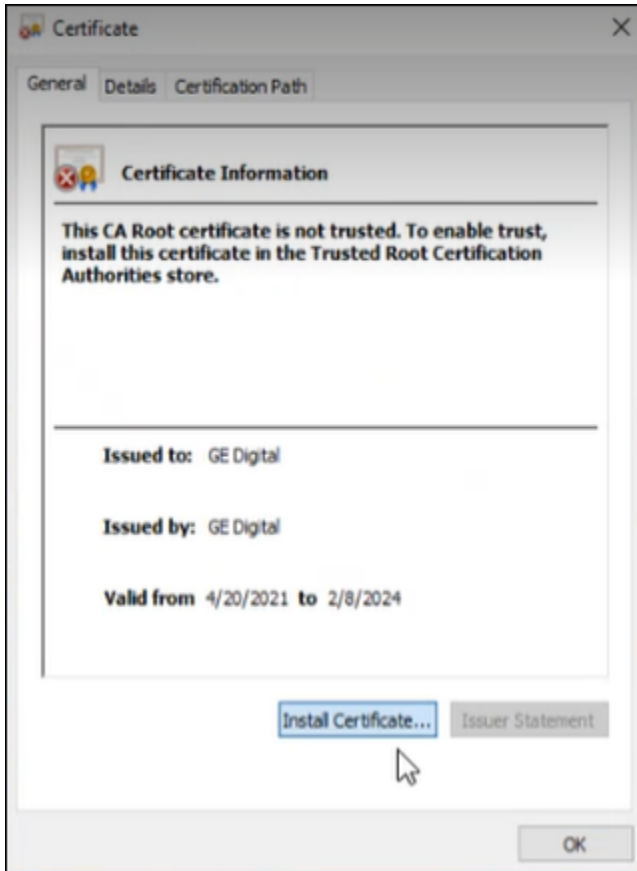 Certificate
General Details Certification Path
Certificate Information
This CA Root certificate is not trusted. To enable trust,
install this certificate in the Trusted Root Certification
Authorities store.
Issued to: GE Digital
Issued by: GE Digital
Valid from 4/20/2021 to 2/8/2024
Install Certificate... Issuer Statement
OK